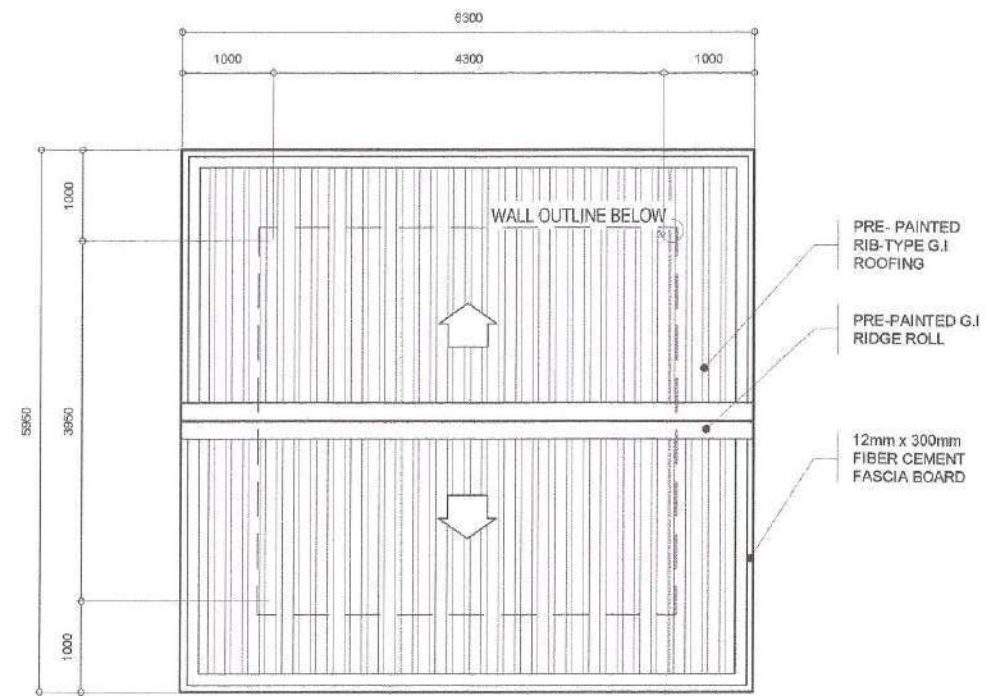 6300
1000
4300
1000
1000
WALL OUTLINE BELOW
PRE- PAINTED
RIB-TYPE G.I
ROOFING
PRE-PAINTED G.I
RIDGE ROLL
5950
3950
12mm x 300mm
FIBER CEMENT
FASCIA BOARD
1000